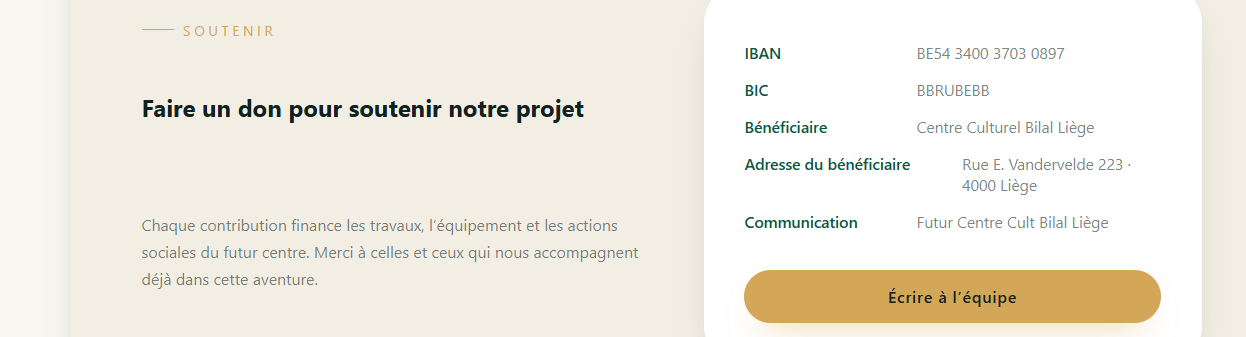 SOUTENIR
Faire un don pour soutenir notre projet
Chaque contribution finance les travaux, l’équipement et les actions
sociales du futur centre. Merci à celles et ceux qui nous accompagnent
déjà dans cette aventure.
IBAN BE54 3400 3703 0897
BIC BBRUBEBB
Bénéficiaire Centre Culturel Bilal Liège
Adresse du bénéficiaire Rue E. Vandervelde 223 ·
4000 Liège
Communication Futur Centre Cult Bilal Liège
Écrire à l’équipe